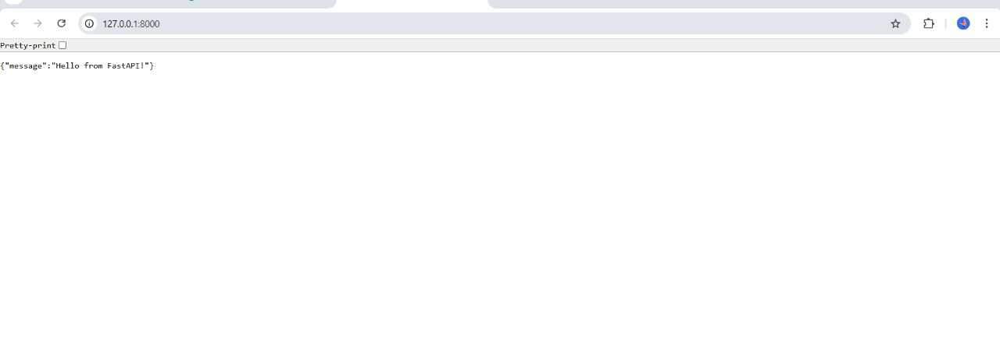 127.0.0.1:8000
Pretty-print
{"message":"Hello from FastAPI!"}